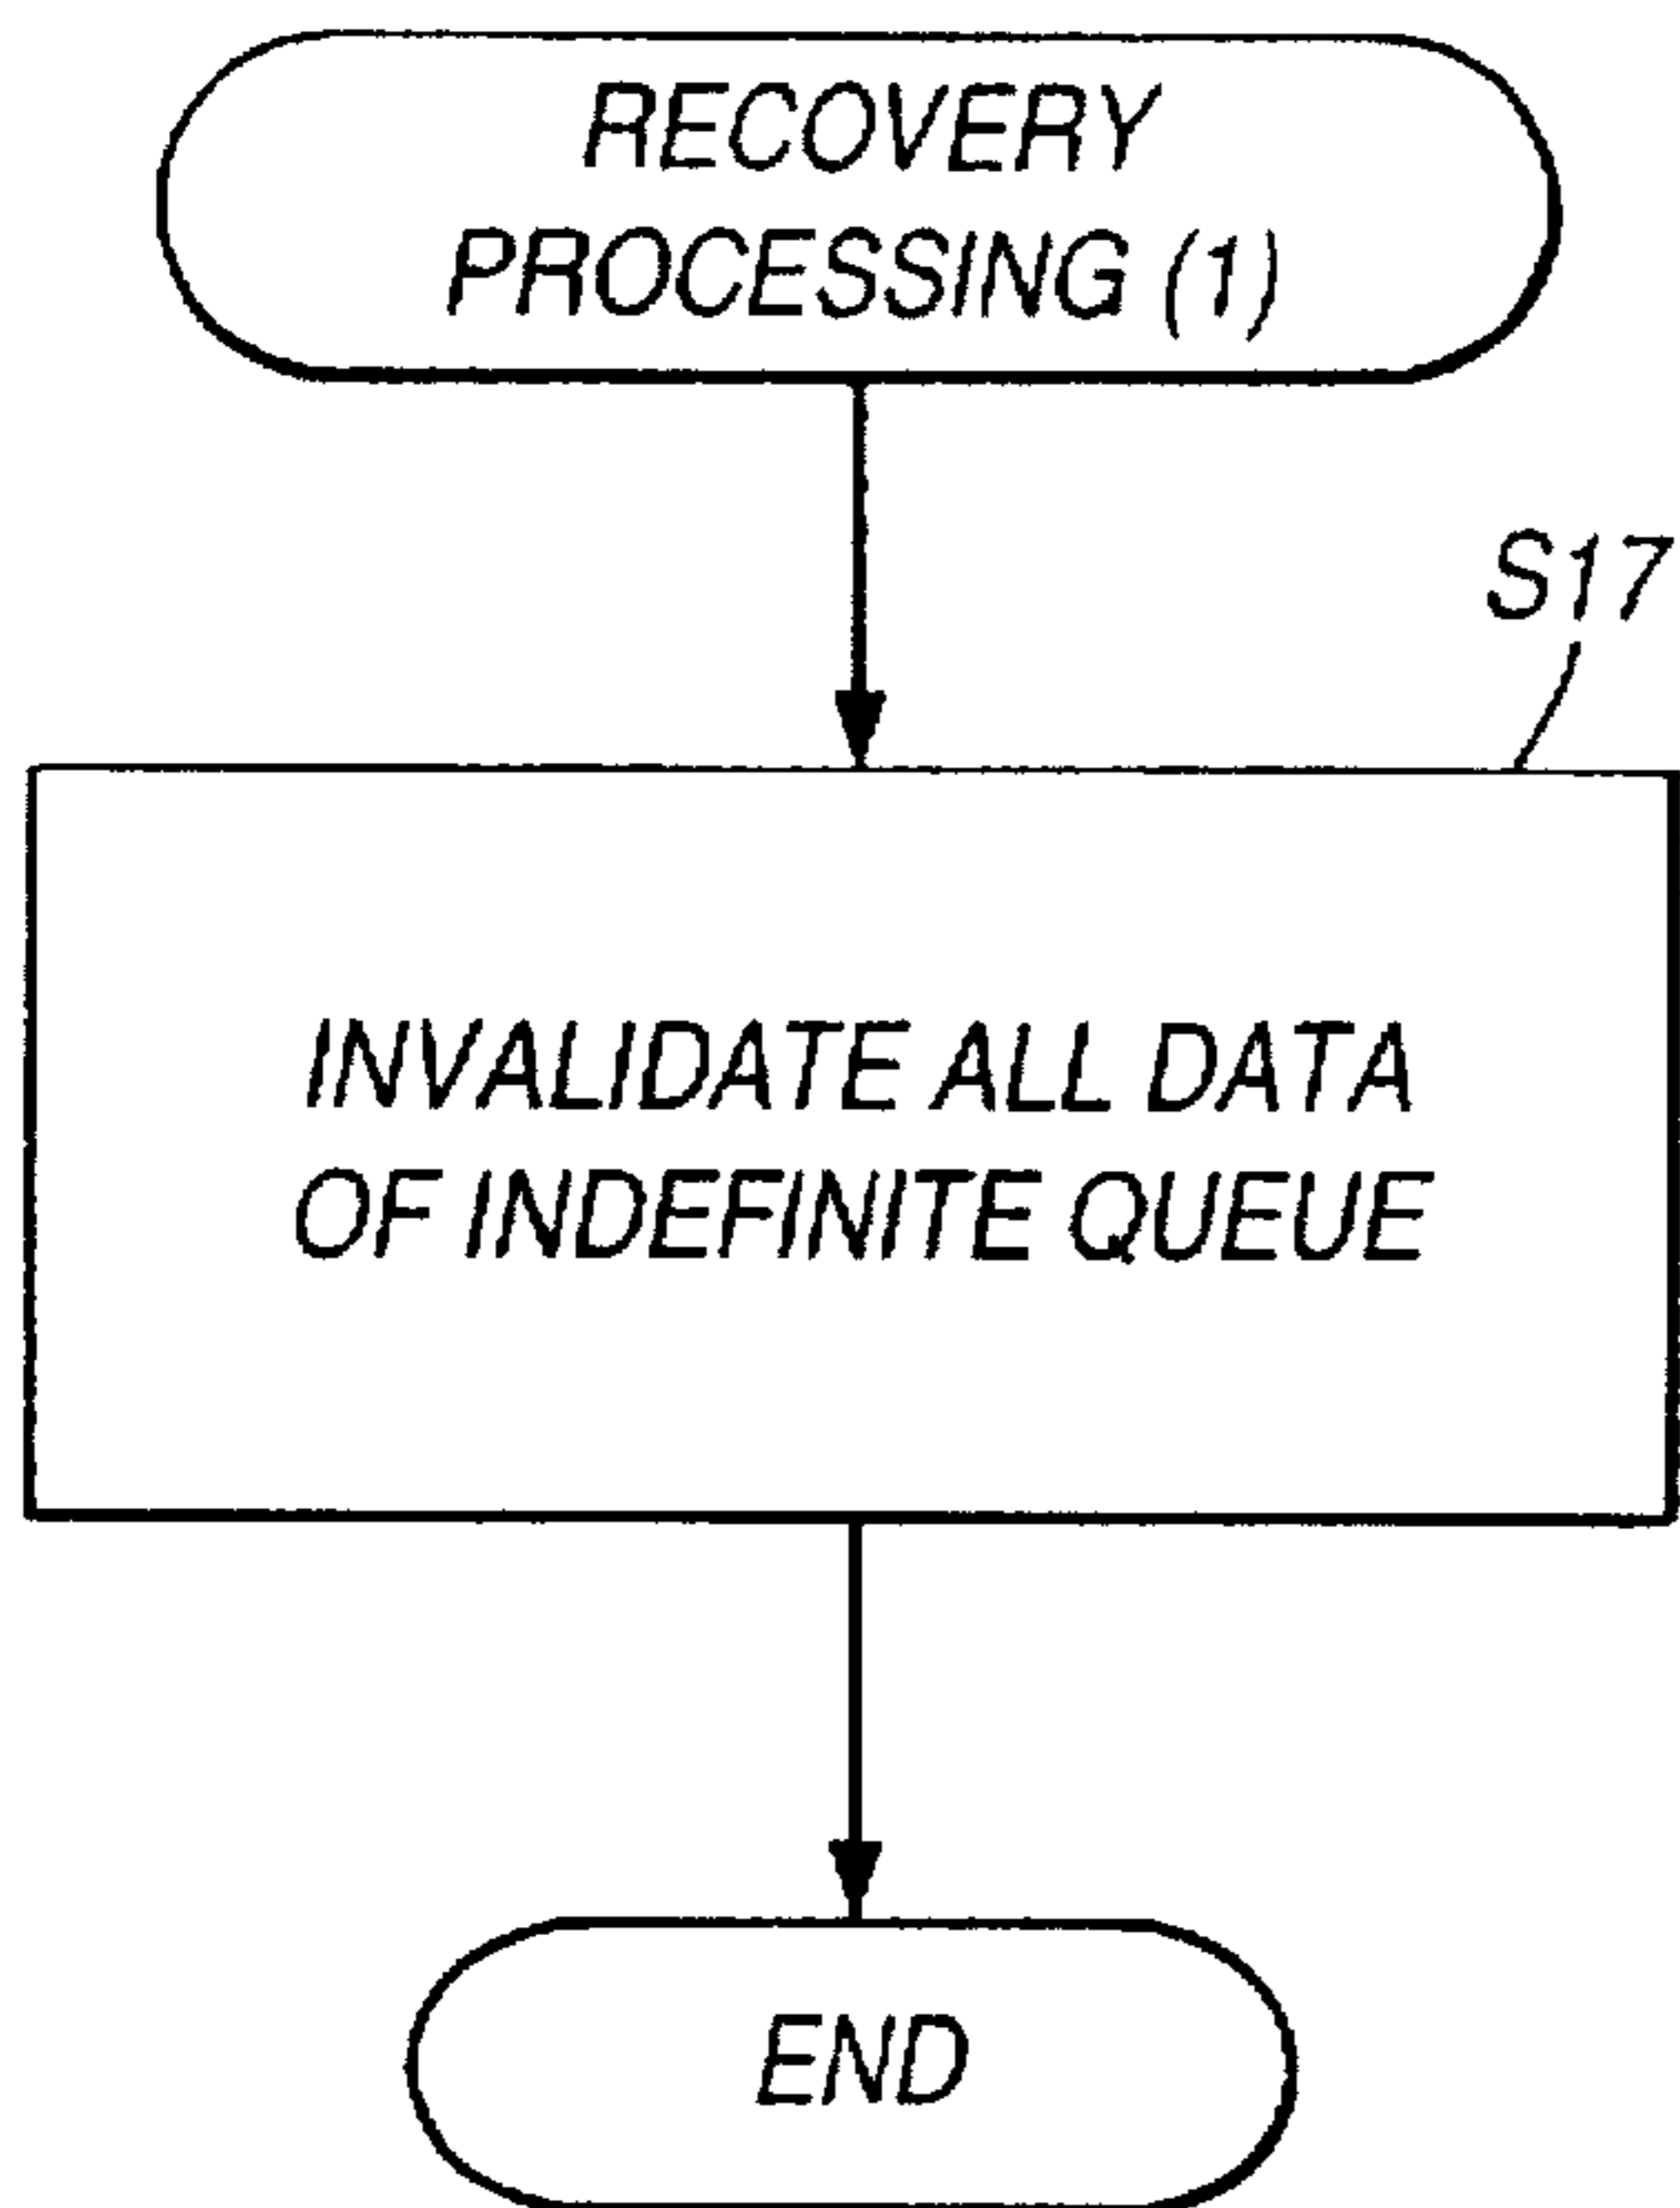 RECOVERY
PROCESSING (1)
S17
INVALIDATE ALL DATA
OF INDEFINITE QUEUE
END